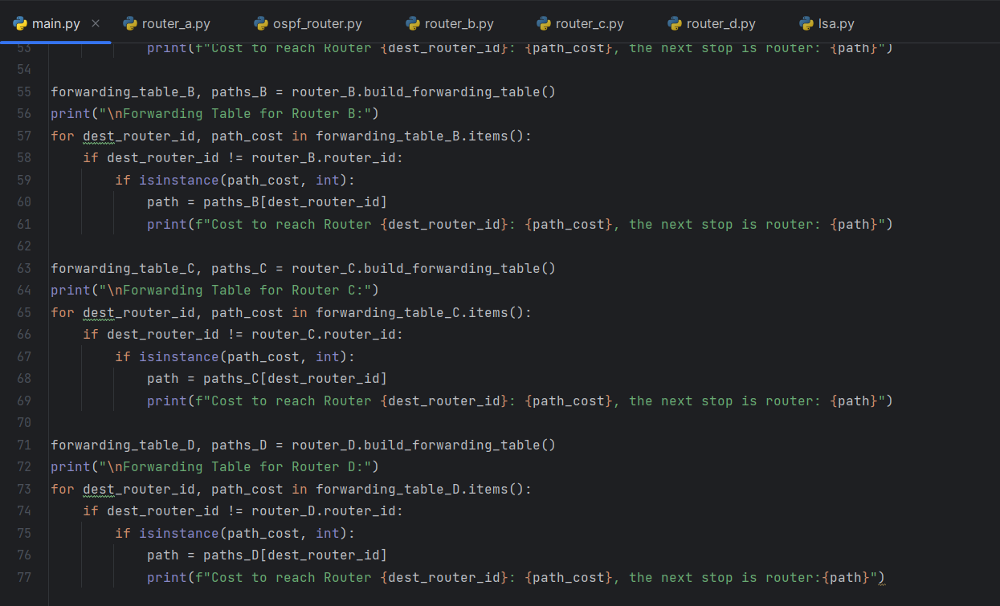 main.py
router_a.py
ospf_router.py
router_b.py
router_c.py
router_d.py
lsa.py
53             print(f"Cost to reach Router {dest_router_id}: {path_cost}, the next stop is router: {path}")
54
55 forwarding_table_B, paths_B = router_B.build_forwarding_table()
56 print("\nForwarding Table for Router B:")
57 for dest_router_id, path_cost in forwarding_table_B.items():
58     if dest_router_id != router_B.router_id:
59         if isinstance(path_cost, int):
60             path = paths_B[dest_router_id]
61             print(f"Cost to reach Router {dest_router_id}: {path_cost}, the next stop is router: {path}")
62
63 forwarding_table_C, paths_C = router_C.build_forwarding_table()
64 print("\nForwarding Table for Router C:")
65 for dest_router_id, path_cost in forwarding_table_C.items():
66     if dest_router_id != router_C.router_id:
67         if isinstance(path_cost, int):
68             path = paths_C[dest_router_id]
69             print(f"Cost to reach Router {dest_router_id}: {path_cost}, the next stop is router: {path}")
70
71 forwarding_table_D, paths_D = router_D.build_forwarding_table()
72 print("\nForwarding Table for Router D:")
73 for dest_router_id, path_cost in forwarding_table_D.items():
74     if dest_router_id != router_D.router_id:
75         if isinstance(path_cost, int):
76             path = paths_D[dest_router_id]
77             print(f"Cost to reach Router {dest_router_id}: {path_cost}, the next stop is router:{path}")